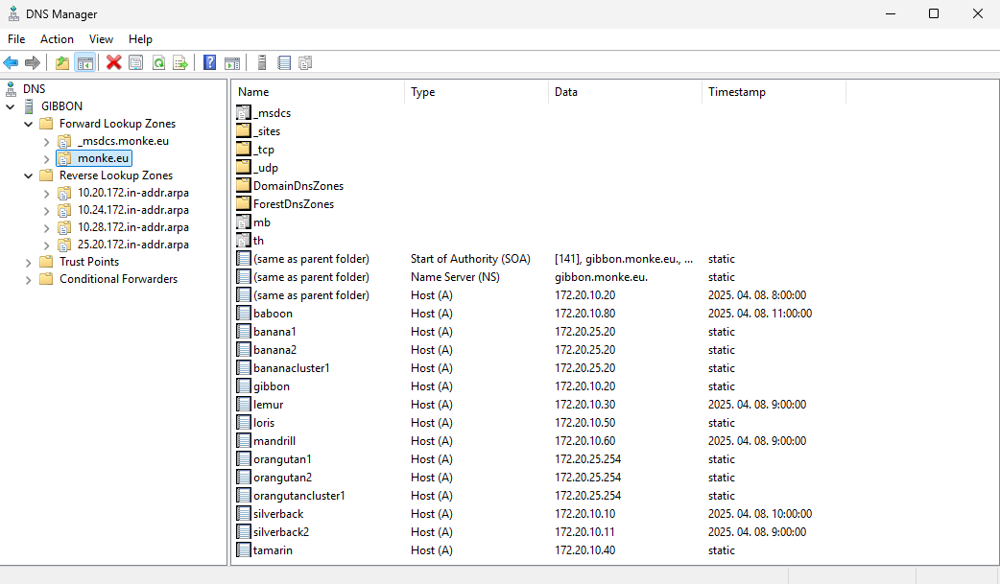 DNS Manager
File Action View Help
DNS
GIBBON
Forward Lookup Zones
_msdcs.monke.eu
monke.eu
Reverse Lookup Zones
10.20.172.in-addr.arpa
10.24.172.in-addr.arpa
10.28.172.in-addr.arpa
25.20.172.in-addr.arpa
Trust Points
Conditional Forwarders
Name Type Data Timestamp
_msdcs
_sites
_tcp
_udp
DomainDnsZones
ForestDnsZones
mb
th
(same as parent folder) Start of Authority (SOA) [141], gibbon.monke.eu., ... static
(same as parent folder) Name Server (NS) gibbon.monke.eu. static
(same as parent folder) Host (A) 172.20.10.20 2025. 04. 08. 8:00:00
baboon Host (A) 172.20.10.80 2025. 04. 08. 11:00:00
banana1 Host (A) 172.20.25.20 static
banana2 Host (A) 172.20.25.20 static
bananacluster1 Host (A) 172.20.25.20 static
gibbon Host (A) 172.20.10.20 static
lemur Host (A) 172.20.10.30 2025. 04. 08. 9:00:00
loris Host (A) 172.20.10.50 static
mandrill Host (A) 172.20.10.60 2025. 04. 08. 9:00:00
orangutan1 Host (A) 172.20.25.254 static
orangutan2 Host (A) 172.20.25.254 static
orangutancluster1 Host (A) 172.20.25.254 static
silverback Host (A) 172.20.10.10 2025. 04. 08. 10:00:00
silverback2 Host (A) 172.20.10.11 2025. 04. 08. 9:00:00
tamarin Host (A) 172.20.10.40 static